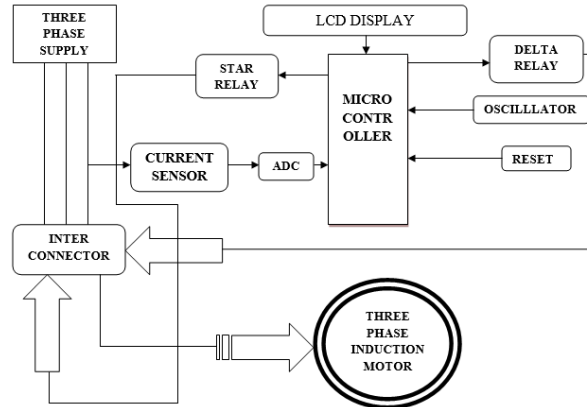 THREE
PHASE
SUPPLY
LCD DISPLAY
STAR
RELAY
MICRO
CONTR
OLLER
DELTA
RELAY
OSCILLLATOR
CURRENT
SENSOR
ADC
RESET
INTER
CONNECTOR
THREE
PHASE
INDUCTION
MOTOR